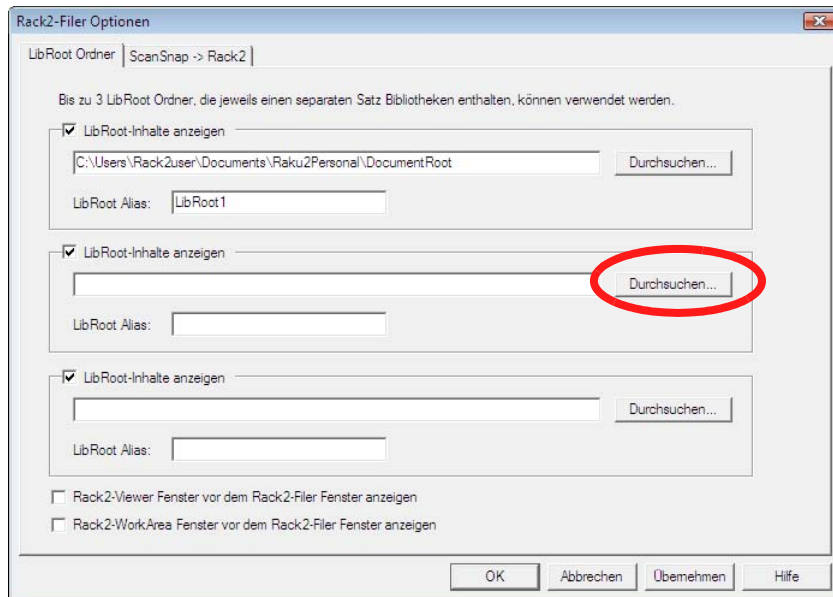 Rack2-Filer Optionen
LibRoot Ordner
ScanSnap -> Rack2
Bis zu 3 LibRoot Ordner, die jeweils einen separaten Satz Bibliotheken enthalten, können verwendet werden.
LibRoot-Inhalte anzeigen
C:\Users\Rack2user\Documents\Raku2Personal\DocumentRoot
Durchsuchen...
LibRoot Alias:
LibRoot1
LibRoot-Inhalte anzeigen
Durchsuchen...
LibRoot Alias:
LibRoot-Inhalte anzeigen
Durchsuchen...
LibRoot Alias:
Rack2-Viewer Fenster vor dem Rack2-Filer Fenster anzeigen
Rack2-WorkArea Fenster vor dem Rack2-Filer Fenster anzeigen
OK
Abbrechen
Übernehmen
Hilfe